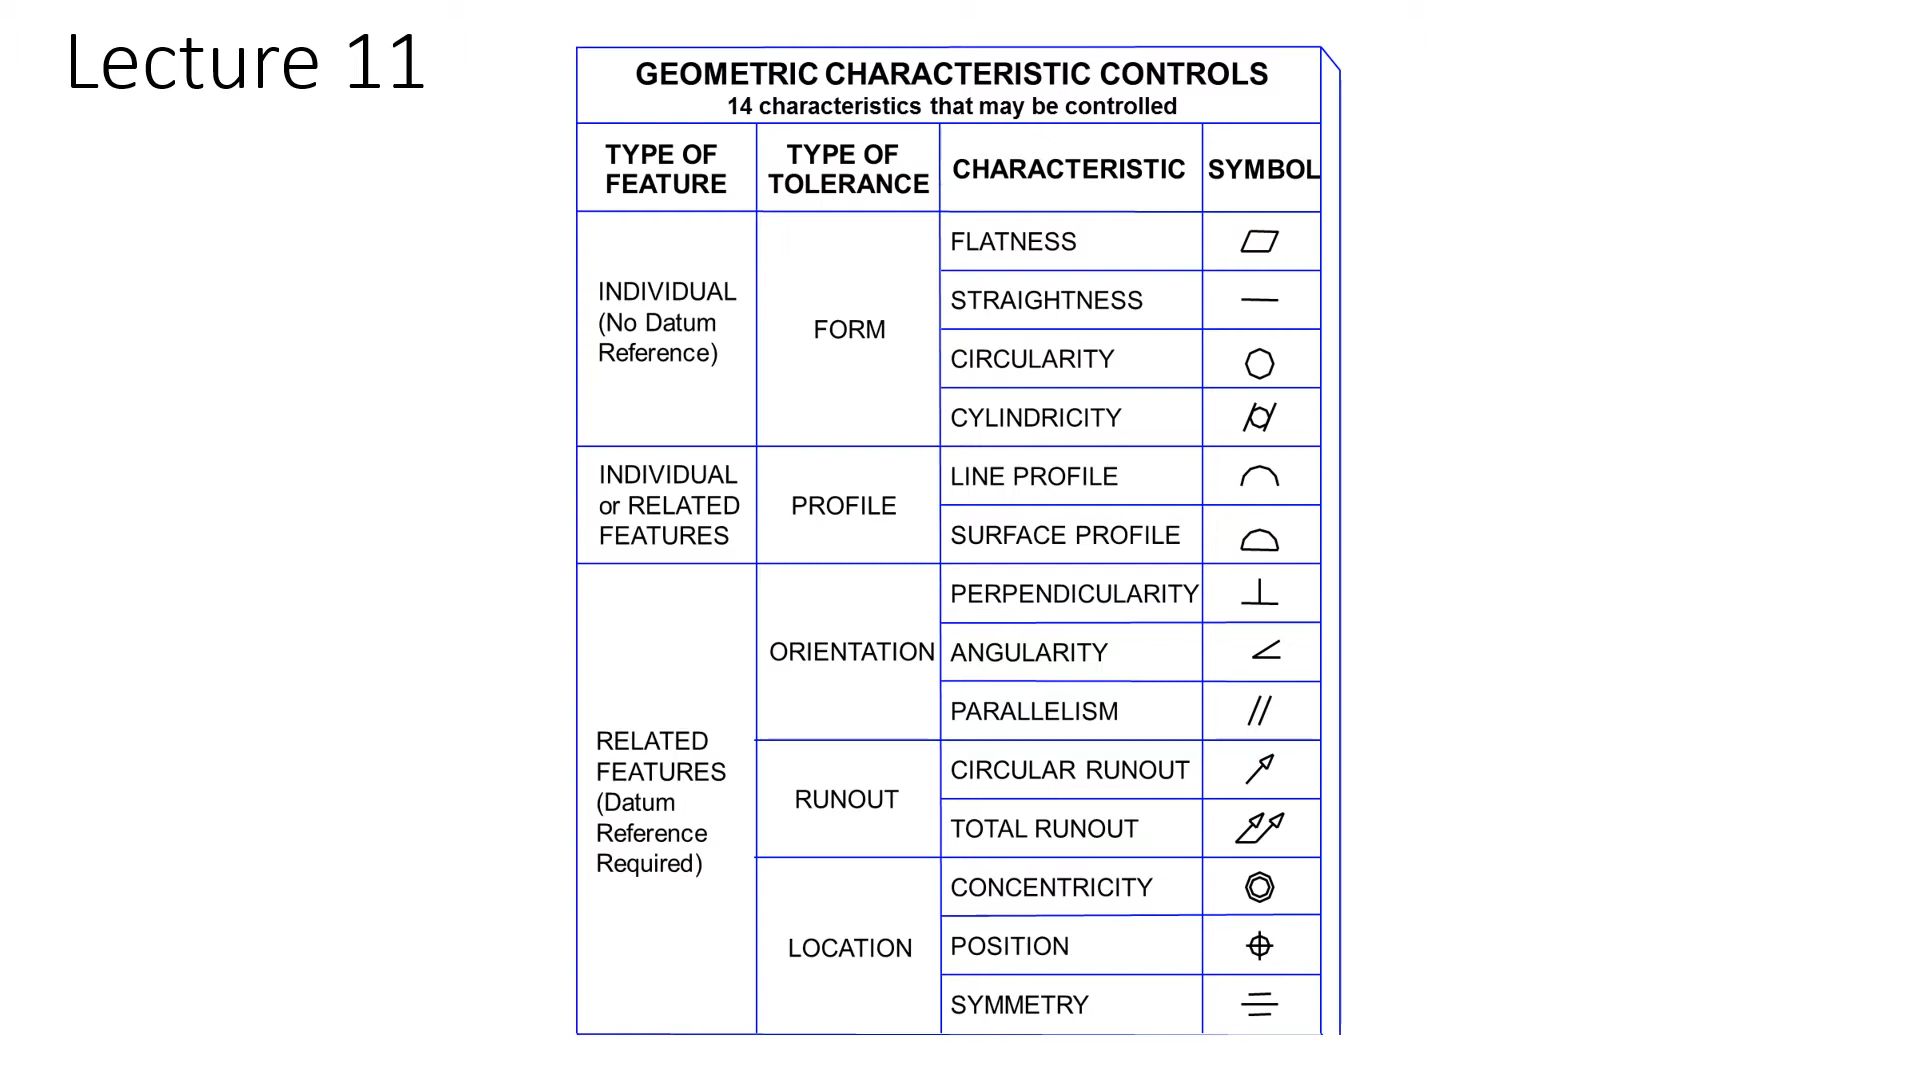 Lecture 11
GEOMETRIC CHARACTERISTIC CONTROLS
14 characteristics that may be controlled
TYPE OF
FEATURE
TYPE OF
TOLERANCE
CHARACTERISTIC
SYMBOL
INDIVIDUAL
(No Datum
Reference)
FORM
FLATNESS
STRAIGHTNESS
CIRCULARITY
CYLINDRICITY
INDIVIDUAL
or RELATED
FEATURES
PROFILE
LINE PROFILE
SURFACE PROFILE
RELATED
FEATURES
(Datum
Reference
Required)
ORIENTATION
PERPENDICULARITY
ANGULARITY
PARALLELISM
RUNOUT
CIRCULAR RUNOUT
TOTAL RUNOUT
LOCATION
CONCENTRICITY
POSITION
SYMMETRY